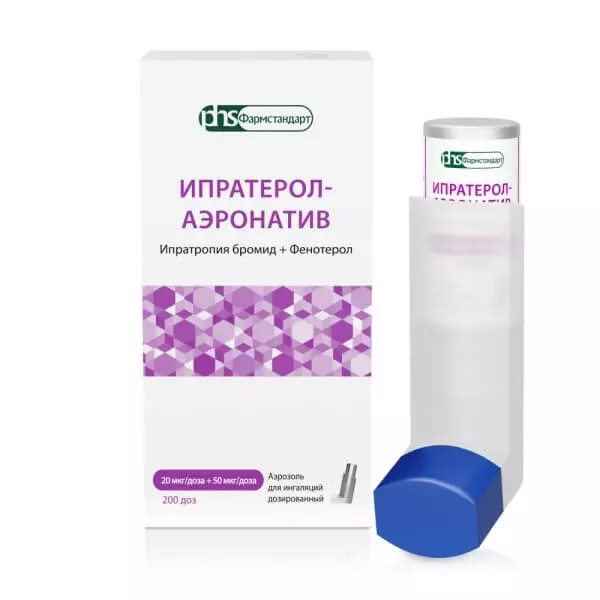 phs Фармстандарт
ИПРАТЕРОЛ-
АЭРОНАТИВ
Ипратропия бромид + Фенотерол
20 мкг/доза + 50 мкг/доза
200 доз
Аэрозоль
для ингаляций
дозированный
phs Фармстандарт
ИПРАТЕРОЛ-
АЭРОНАТИВ